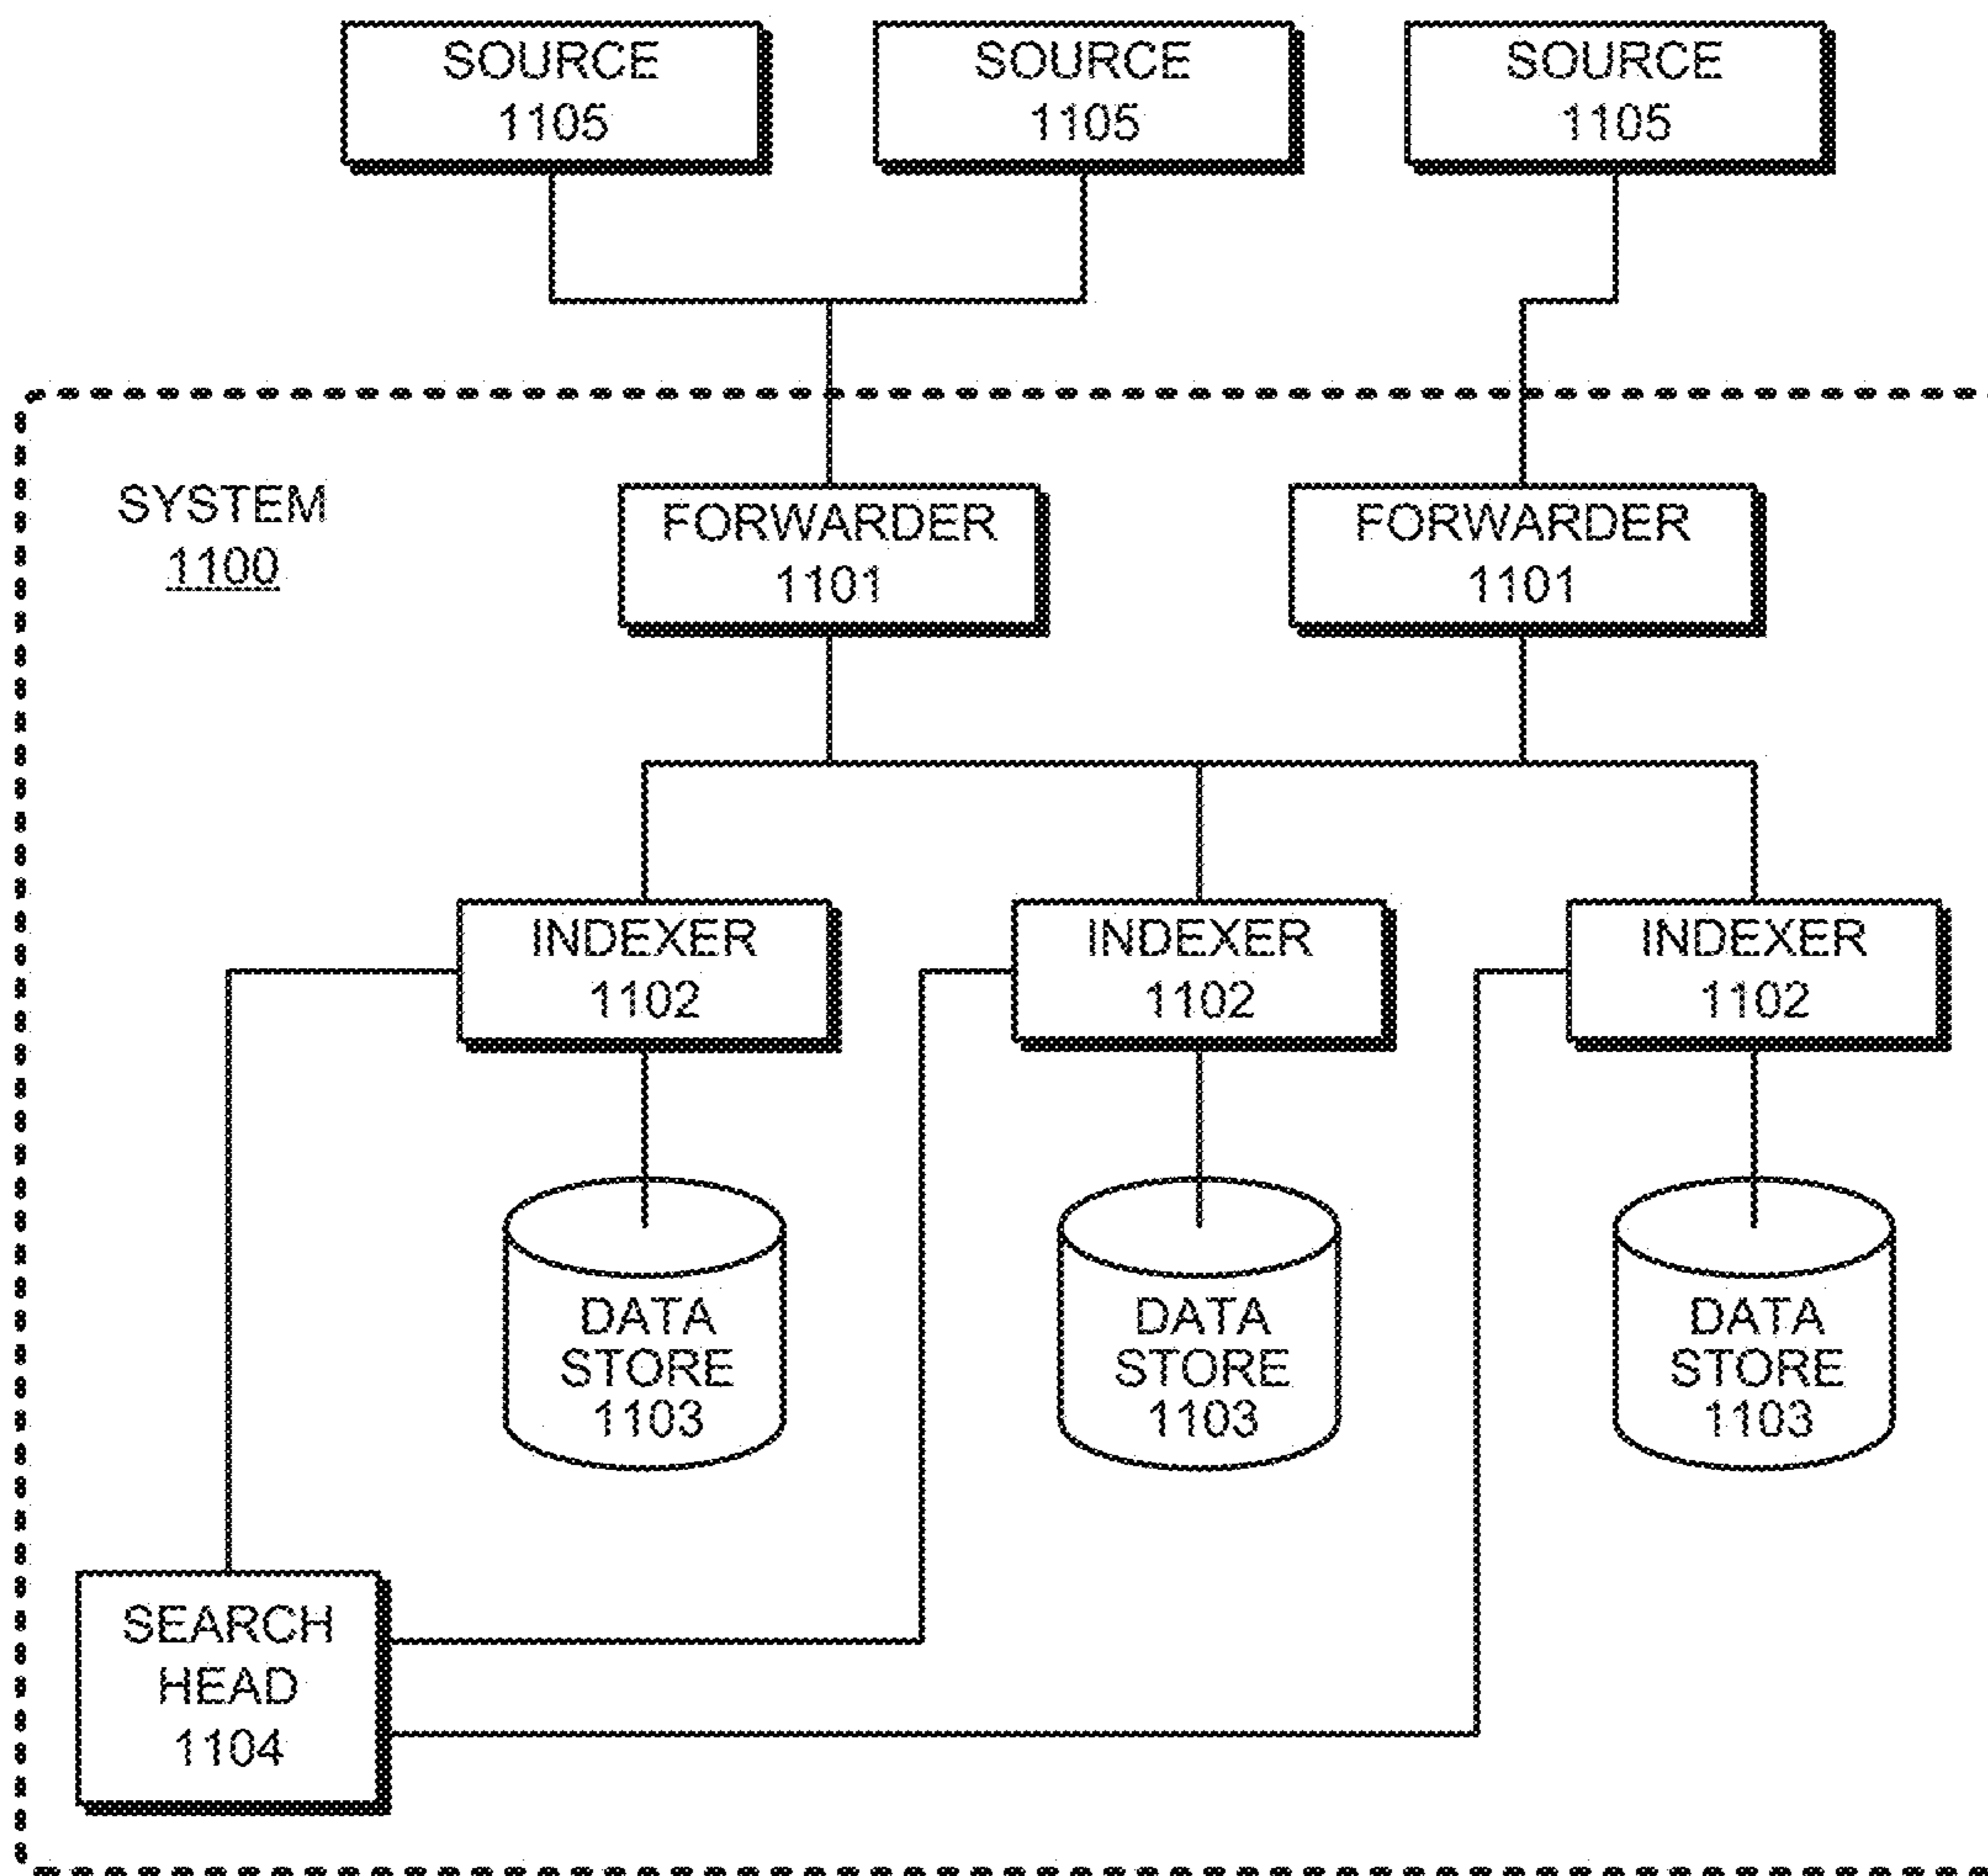 SOURCE
1105
SOURCE
1105
SOURCE
1105
SYSTEM
1100
FORWARDER
1101
FORWARDER
1101
INDEXER
1102
INDEXER
1102
INDEXER
1102
DATA
STORE
1103
DATA
STORE
1103
DATA
STORE
1103
SEARCH
HEAD
1104